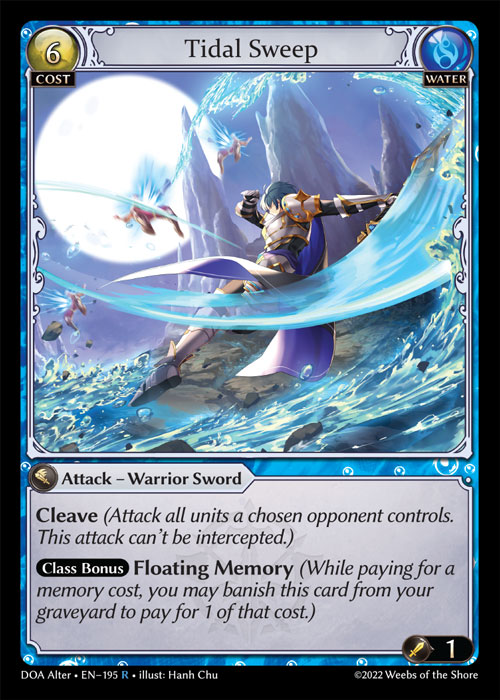 6
Tidal Sweep
COST
WATER
Attack – Warrior Sword
Cleave (Attack all units a chosen opponent controls.
This attack can't be intercepted.)
Class Bonus Floating Memory (While paying for a
memory cost, you may banish this card from your
graveyard to pay for 1 of that cost.)
1
DOA Alter • EN–195 R • illust: Hanh Chu
©2022 Weebs of the Shore